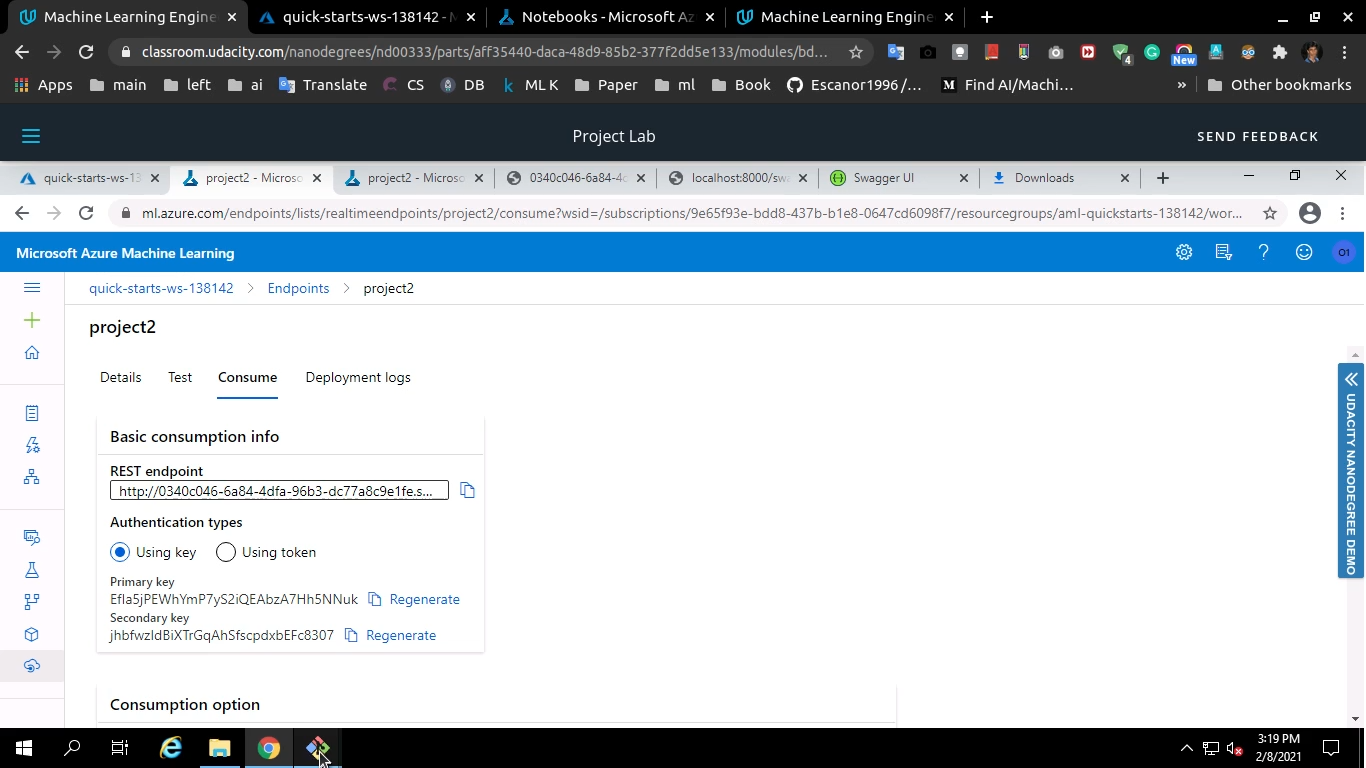 Machine Learning Engine
quick-starts-ws-138142 - M
Notebooks - Microsoft Az
Machine Learning Engine
classroom.udacity.com/nanodegrees/nd00333/parts/aff35440-daca-48d9-85b2-377f2dd5e133/modules/bd...
4
New
Apps
main
left
ai
Translate
CS
DB
ML K
Paper
ml
Book
Escanor1996 /...
Find AI/Machi...
»
Other bookmarks
Project Lab
SEND FEEDBACK
quick-starts-ws-13
project2 - Microso
project2 - Microso
0340c046-6a84-4
localhost:8000/sw
Swagger UI
Downloads
ml.azure.com/endpoints/lists/realtimeendpoints/project2/consume?wsid=/subscriptions/9e65f93e-bdd8-437b-b1e8-0647cd6098f7/resourcegroups/aml-quickstarts-138142/wor...
Microsoft Azure Machine Learning
O1
quick-starts-ws-138142 > Endpoints > project2
project2
Details
Test
Consume
Deployment logs
UDACITY NANODEGREE DEMO
Basic consumption info
REST endpoint
http://0340c046-6a84-4dfa-96b3-dc77a8c9e1fe.s...
Authentication types
Using key
Using token
Primary key
Efla5jPEWhYmP7yS2iQEAbzA7Hh5NNuk
Regenerate
Secondary key
jhbfwzIdBiXTrGqAhSfscpdxbEFc8307
Regenerate
Consumption option
3:19 PM
2/8/2021